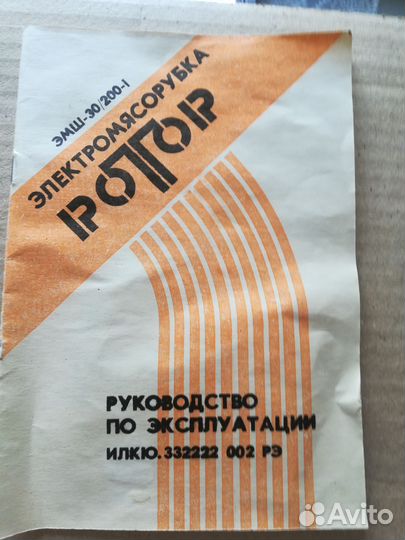 ЭМШ-30/200-1
ЭЛЕКТРОМЯСОРУБКА
РОТОР
РУКОВОДСТВО
ПО ЭКСПЛУАТАЦИИ
ИЛКЮ.332222 002 РЭ
Avito